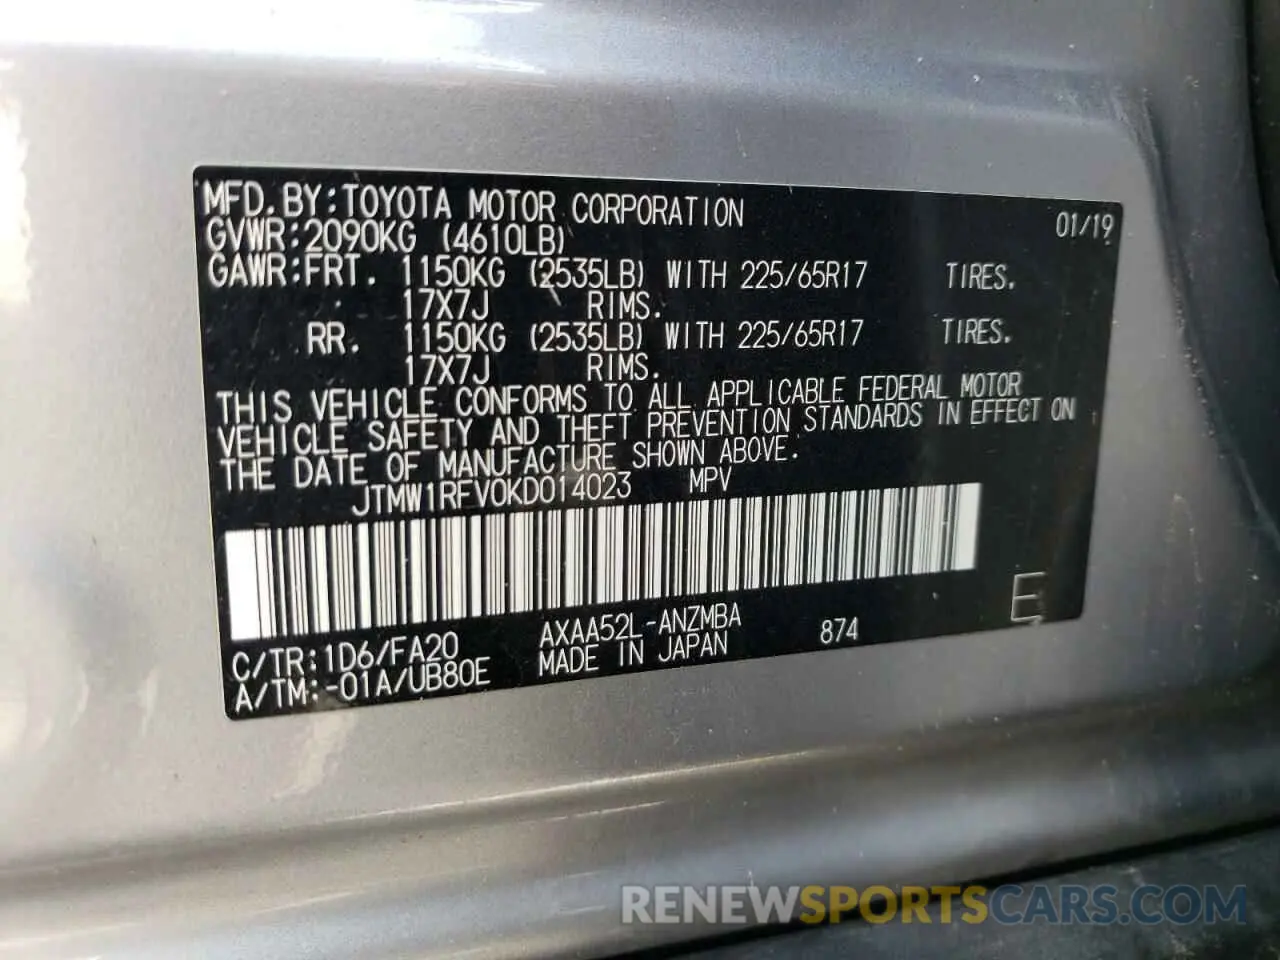 MFD.BY:TOYOTA MOTOR CORPORATION 01/19
GVWR:2090KG (4610LB)
GAWR:FRT. 1150KG (2535LB) WITH 225/65R17 TIRES.
17X7J RIMS.
RR. 1150KG (2535LB) WITH 225/65R17 TIRES.
17X7J RIMS.
THIS VEHICLE CONFORMS TO ALL APPLICABLE FEDERAL MOTOR
VEHICLE SAFETY AND THEFT PREVENTION STANDARDS IN EFFECT ON
THE DATE OF MANUFACTURE SHOWN ABOVE.
JTMW1RFV0KD014023 MPV
C/TR:1D6/FA20 AXAA52L-ANZMBA 874 E
A/TM:-01A/UB80E MADE IN JAPAN
RENEWSPORTSCARS.COM